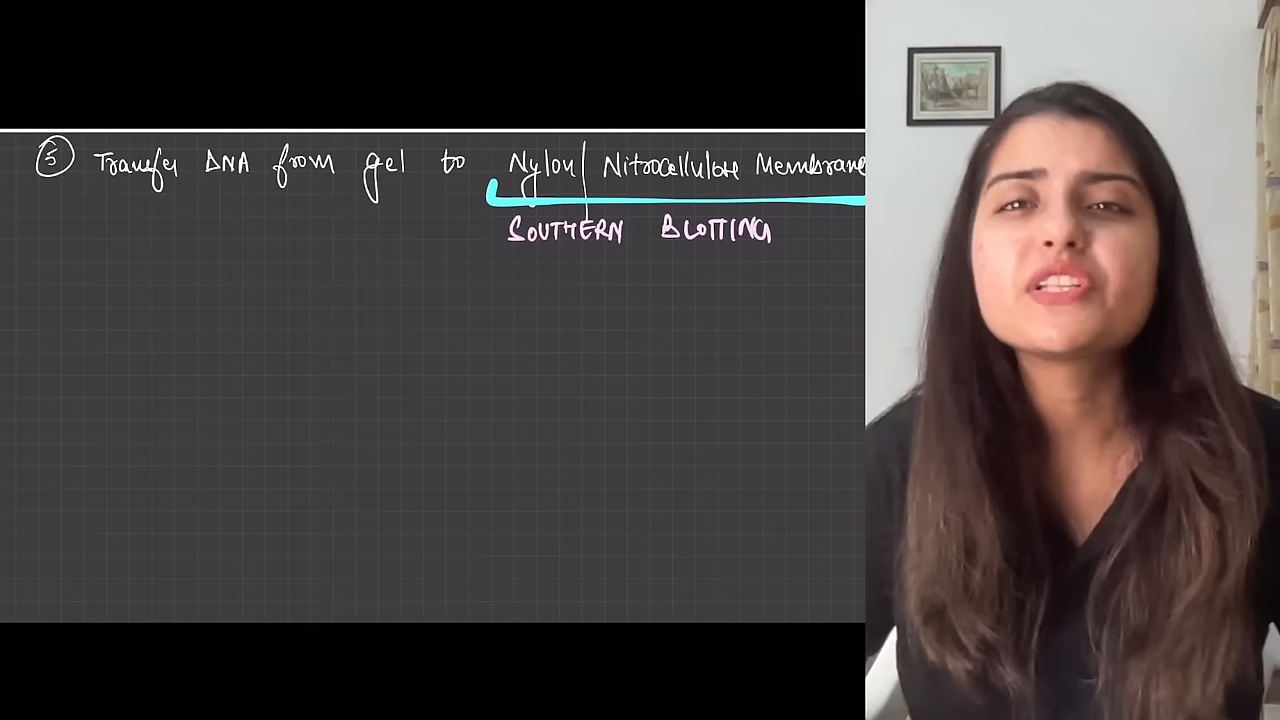 5 Transfer DNA from gel to Nylon/ Nitrocellulose Membrane
SOUTHERN BLOTTING